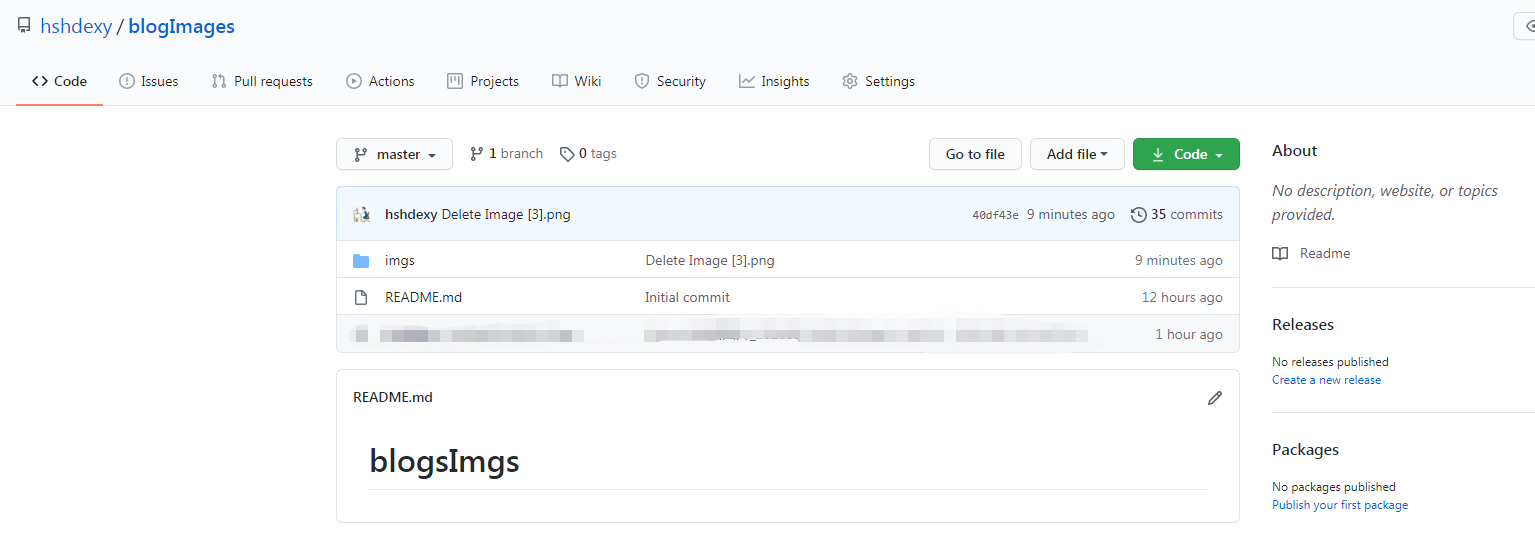 hshdexy / blogImages
Code Issues Pull requests Actions Projects Wiki Security Insights Settings
master 1 branch 0 tags Go to file Add file Code
hshdexy Delete Image [3].png 40df43e 9 minutes ago 35 commits
imgs Delete Image [3].png 9 minutes ago
README.md Initial commit 12 hours ago
1 hour ago
README.md
blogsImgs
About
No description, website, or topics
provided.
Readme
Releases
No releases published
Create a new release
Packages
No packages published
Publish your first package